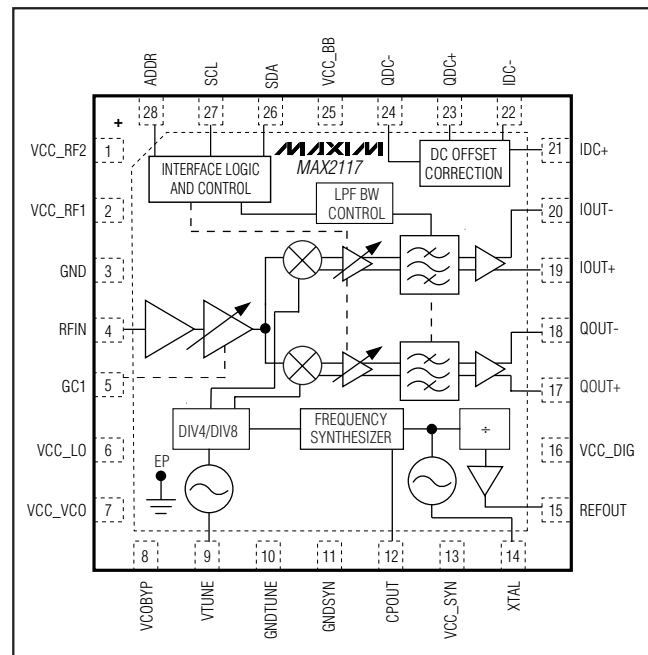 ADDR
SCL
SDA
VCC_BB
QDC-
QDC+
IDC-
28
27
26
25
24
23
22
+
VCC_RF2
1
VCC_RF1
2
GND
3
RFIN
4
GC1
5
VCC_LO
6
VCC_VCO
7
MAXIM
MAX2117
INTERFACE LOGIC
AND CONTROL
DC OFFSET
CORRECTION
LPF BW
CONTROL
DIV4/DIV8
FREQUENCY
SYNTHESIZER
÷
EP
21
IDC+
20
IOUT-
19
IOUT+
18
QOUT-
17
QOUT+
16
VCC_DIG
15
REFOUT
8
9
10
11
12
13
14
VCOBYP
VTUNE
GNDTUNE
GNDSYN
CPOUT
VCC_SYN
XTAL